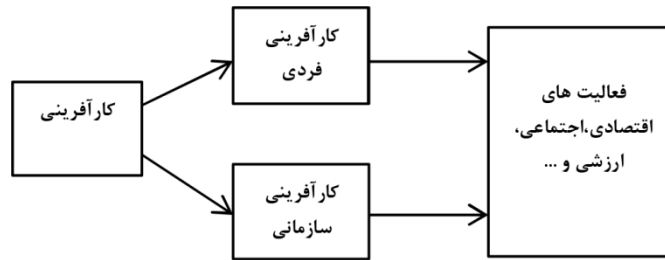 کارآفرینی
کارآفرینی
فردی
کارآفرینی
سازمانی
فعالیت های
اقتصادی،اجتماعی،
ارزشی و ...